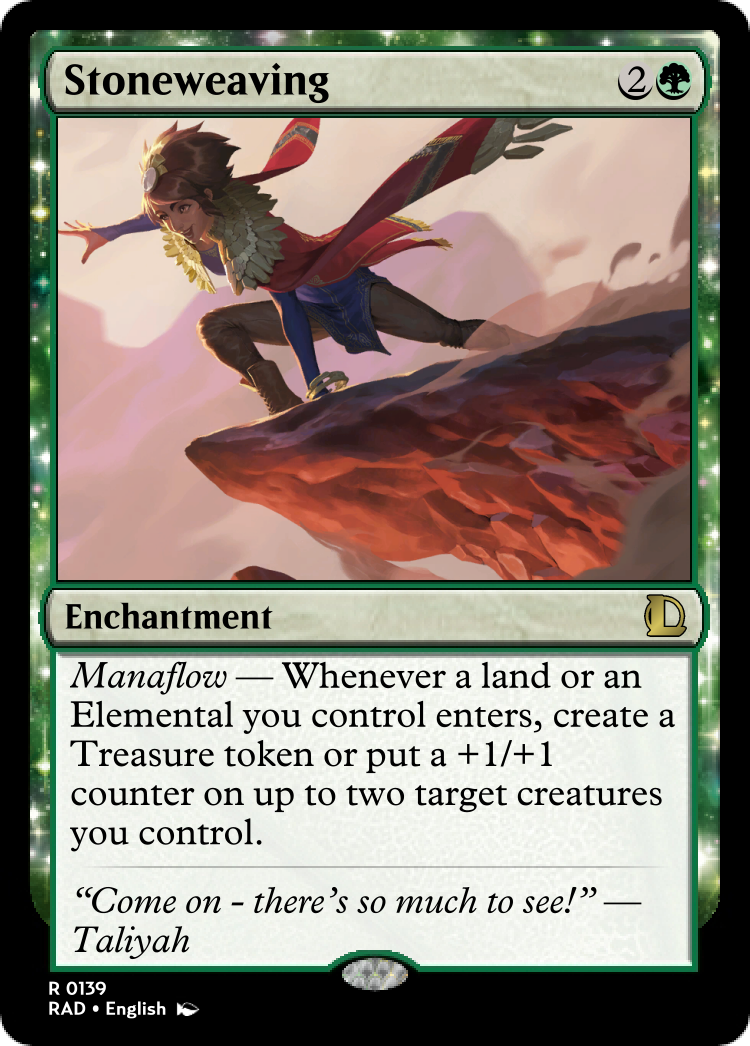 Stoneweaving 2
Enchantment
Manaflow — Whenever a land or an
Elemental you control enters, create a
Treasure token or put a +1/+1
counter on up to two target creatures
you control.
“Come on - there’s so much to see!” —
Taliyah
R 0139
RAD • English